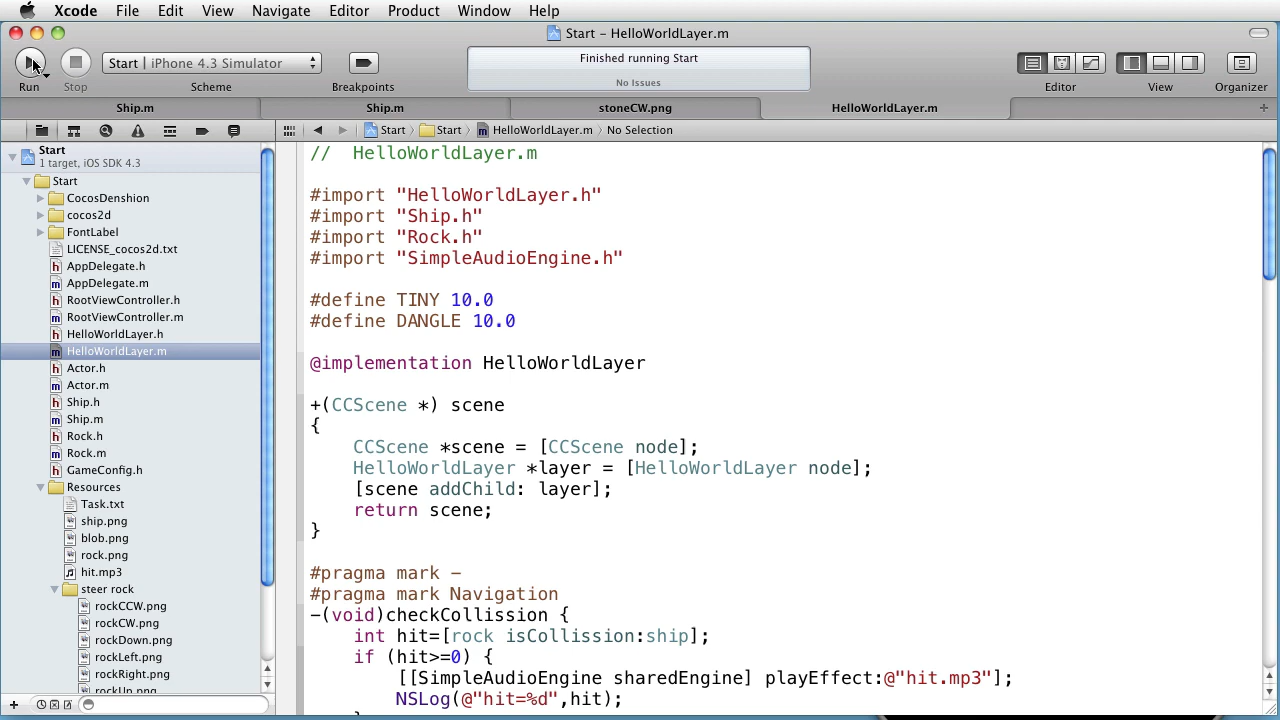 Xcode File Edit View Navigate Editor Product Window Help
Start - HelloWorldLayer.m
Start | iPhone 4.3 Simulator
Finished running Start
No Issues
Run Stop Scheme Breakpoints Editor View Organizer
Ship.m Ship.m stoneCW.png HelloWorldLayer.m
Start Start HelloWorldLayer.m No Selection
Start
1 target, iOS SDK 4.3
Start
CocosDenshion
cocos2d
FontLabel
LICENSE_cocos2d.txt
AppDelegate.h
AppDelegate.m
RootViewController.h
RootViewController.m
HelloWorldLayer.h
HelloWorldLayer.m
Actor.h
Actor.m
Ship.h
Ship.m
Rock.h
Rock.m
GameConfig.h
Resources
Task.txt
ship.png
blob.png
rock.png
hit.mp3
steer rock
rockCCW.png
rockCW.png
rockDown.png
rockLeft.png
rockRight.png
rockUp.png
//  HelloWorldLayer.m
#import "HelloWorldLayer.h"
#import "Ship.h"
#import "Rock.h"
#import "SimpleAudioEngine.h"
#define TINY 10.0
#define DANGLE 10.0
@implementation HelloWorldLayer
+(CCScene *) scene
{
CCScene *scene = [CCScene node];
HelloWorldLayer *layer = [HelloWorldLayer node];
[scene addChild: layer];
return scene;
}
#pragma mark -
#pragma mark Navigation
-(void)checkCollission {
int hit=[rock isCollission:ship];
if (hit>=0) {
[[SimpleAudioEngine sharedEngine] playEffect:@"hit.mp3"];
NSLog(@"hit=%d",hit);
}